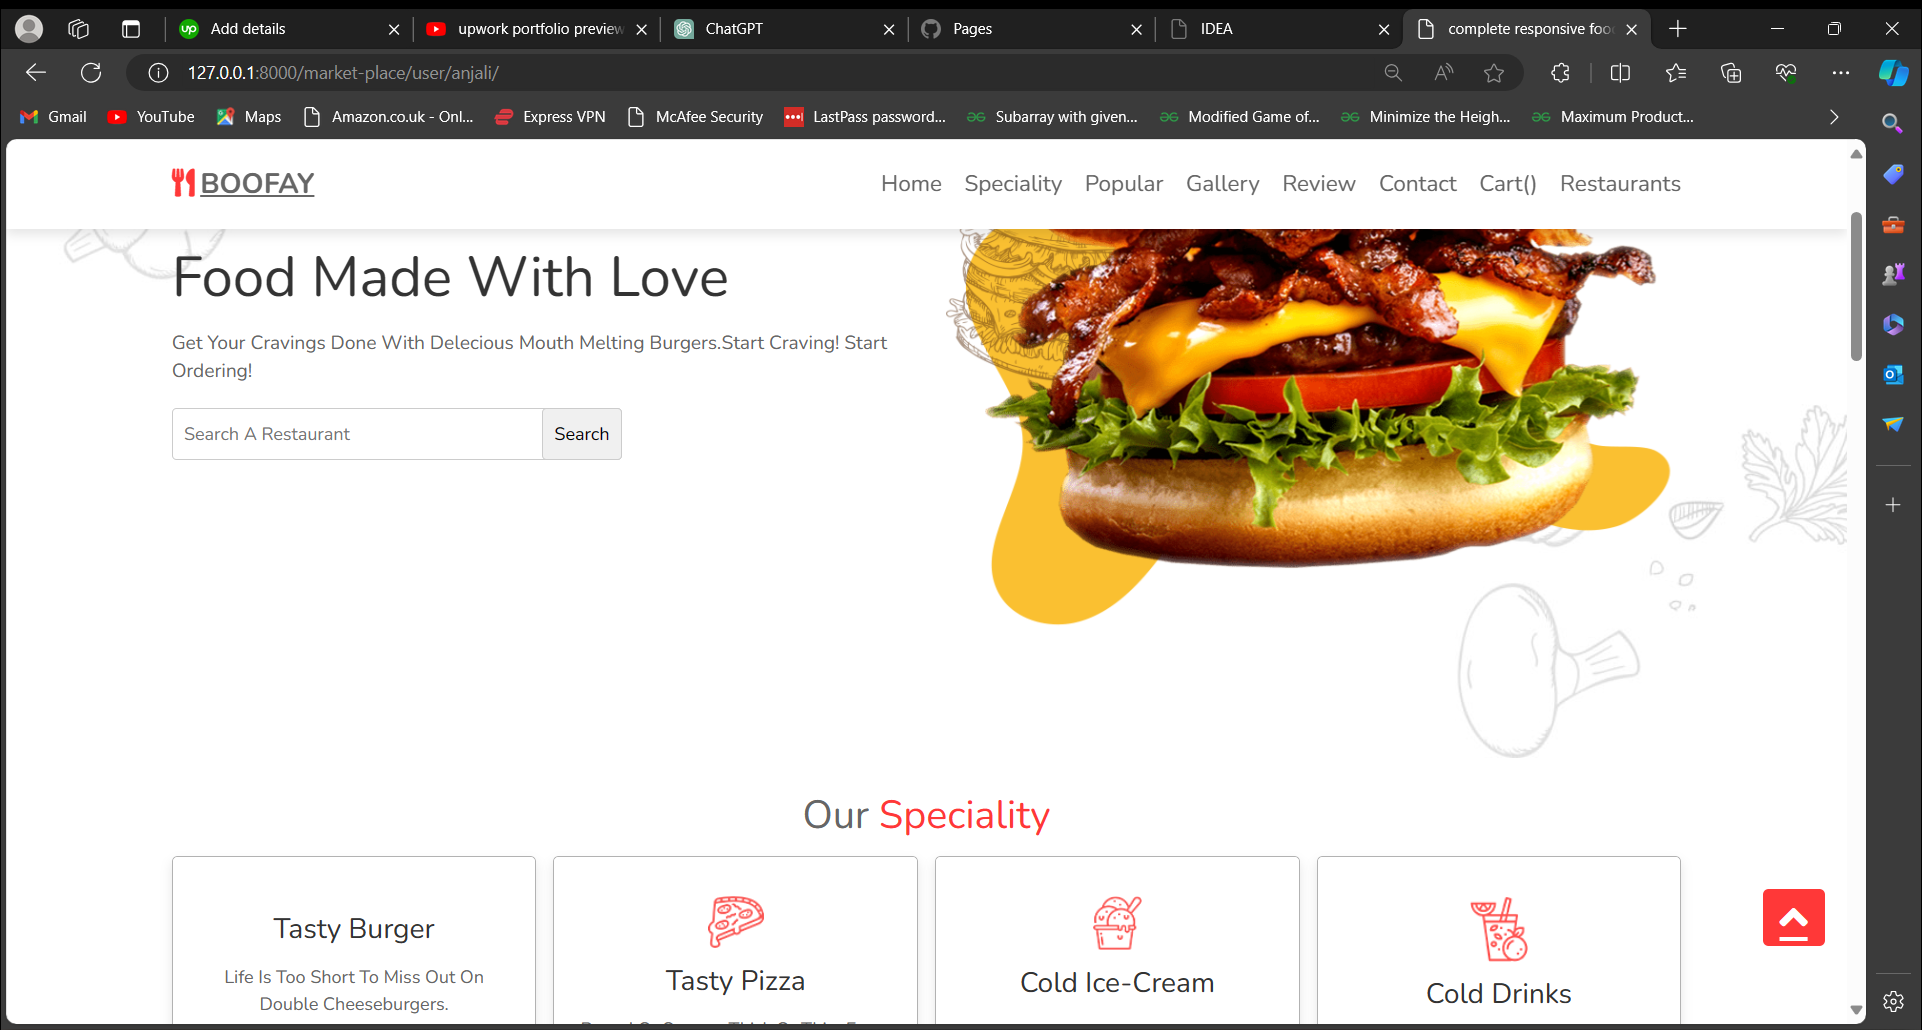 Add details
upwork portfolio preview
ChatGPT
Pages
IDEA
complete responsive foo
127.0.0.1:8000/market-place/user/anjali/
Gmail
YouTube
Maps
Amazon.co.uk - Onl...
Express VPN
McAfee Security
LastPass password...
Subarray with given...
Modified Game of...
Minimize the Heigh...
Maximum Product...
BOOFAY
Home
Speciality
Popular
Gallery
Review
Contact
Cart()
Restaurants
Food Made With Love
Get Your Cravings Done With Delecious Mouth Melting Burgers.Start Craving! Start
Ordering!
Search A Restaurant
Search
Our Speciality
Tasty Burger
Life Is Too Short To Miss Out On
Double Cheeseburgers.
Tasty Pizza
Cold Ice-Cream
Cold Drinks